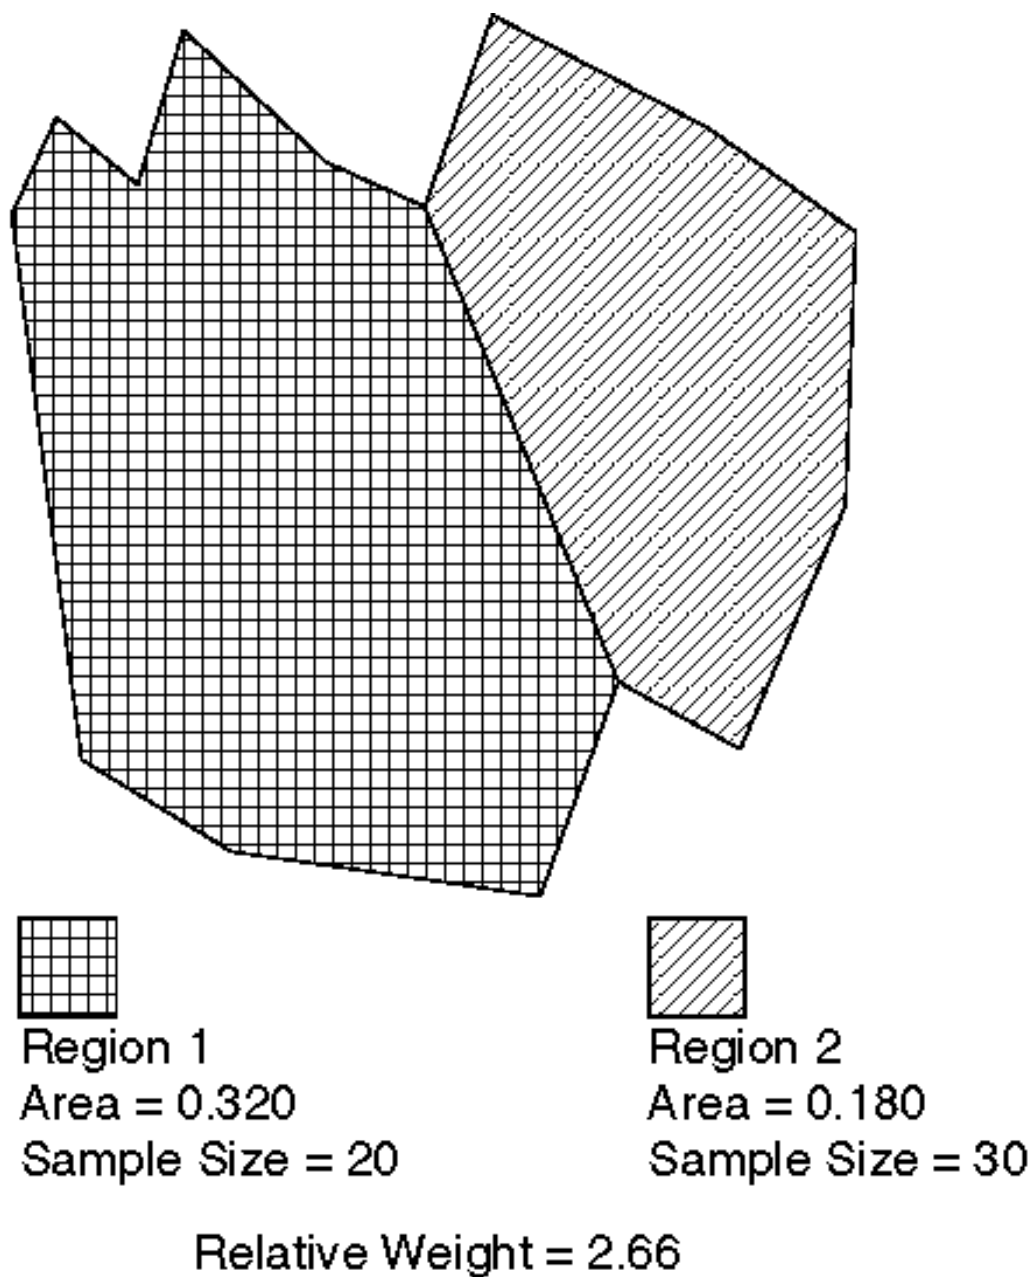 Region 1
Area = 0.320
Sample Size = 20
Region 2
Area = 0.180
Sample Size = 30
Relative Weight = 2.66